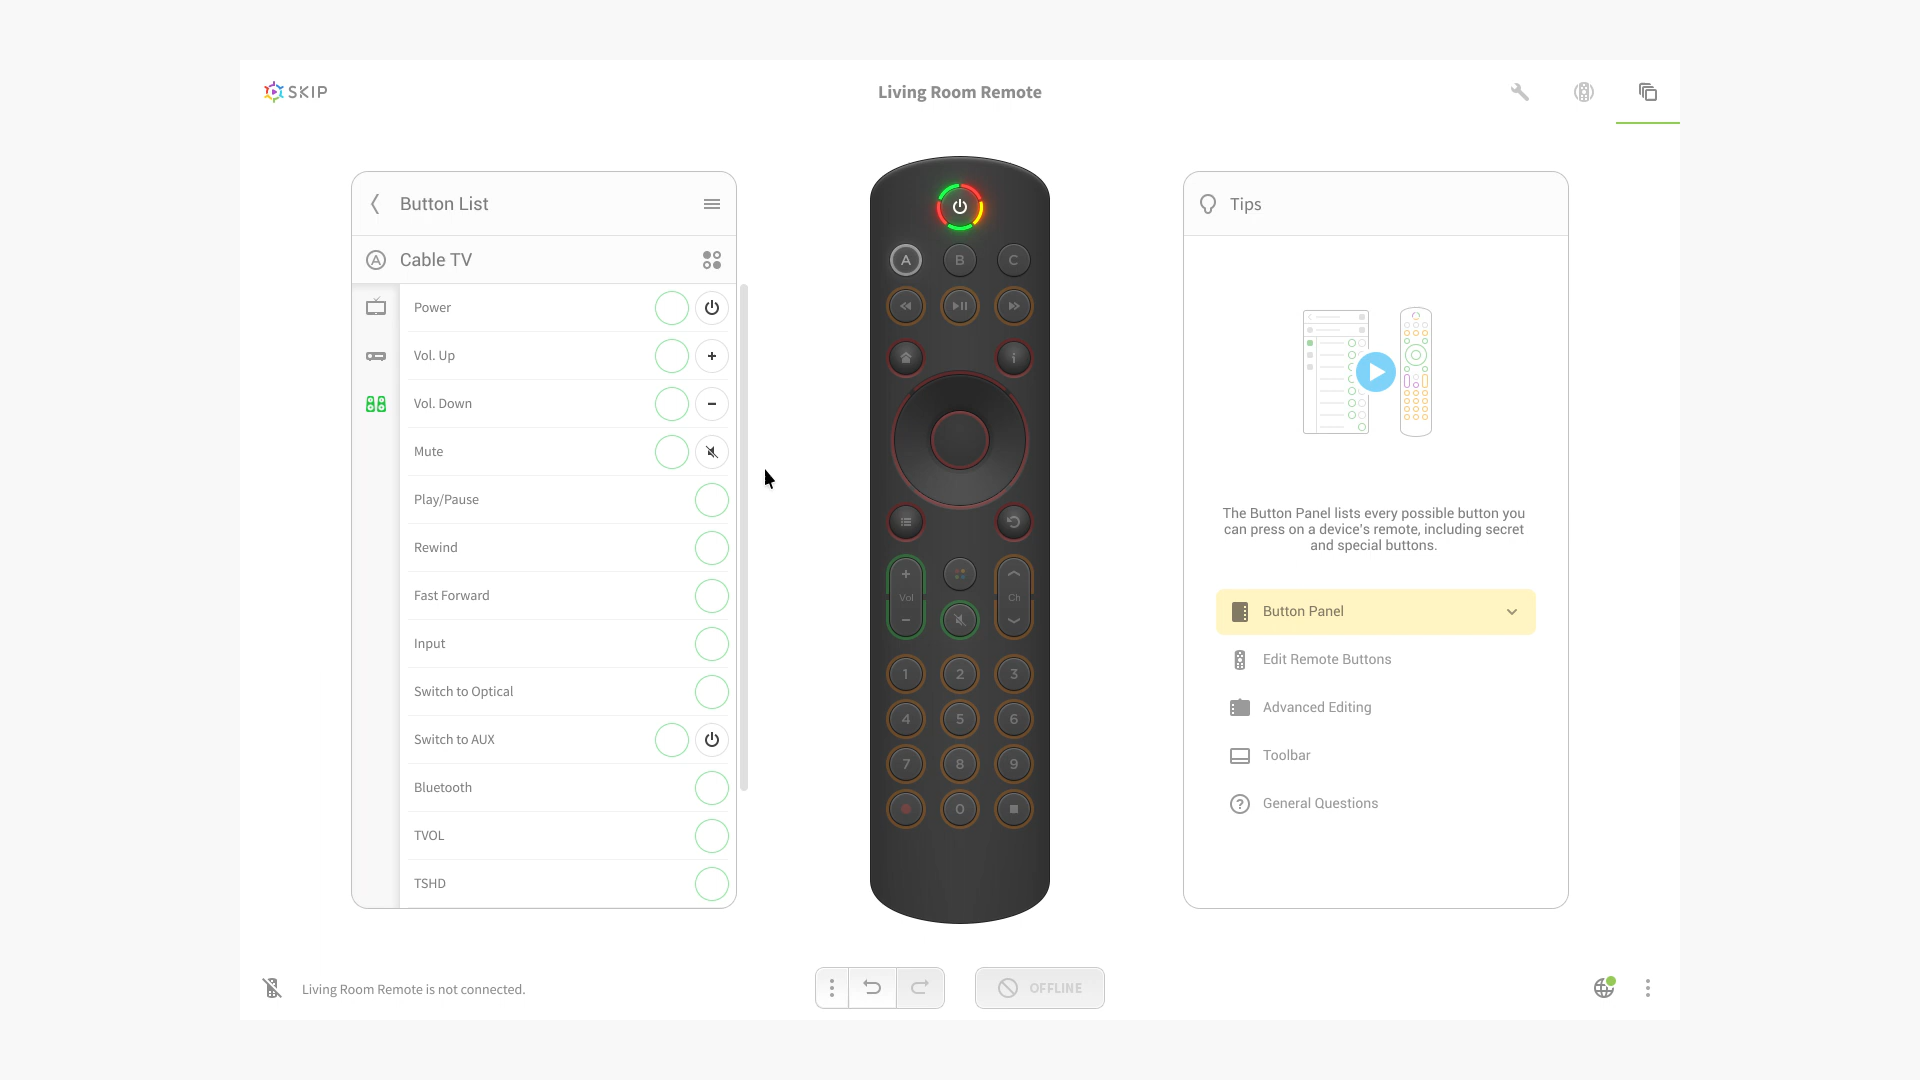 SKIP
Living Room Remote
Button List
A
Cable TV
Power
Vol. Up
Vol. Down
Mute
Play/Pause
Rewind
Fast Forward
Input
Switch to Optical
Switch to AUX
Bluetooth
TVOL
TSHD
A B C
i
+
Vol
Ch
-
1 2 3
4 5 6
7 8 9
0
Tips
The Button Panel lists every possible button you
can press on a device's remote, including secret
and special buttons.
Button Panel
Edit Remote Buttons
Advanced Editing
Toolbar
? General Questions
Living Room Remote is not connected.
OFFLINE